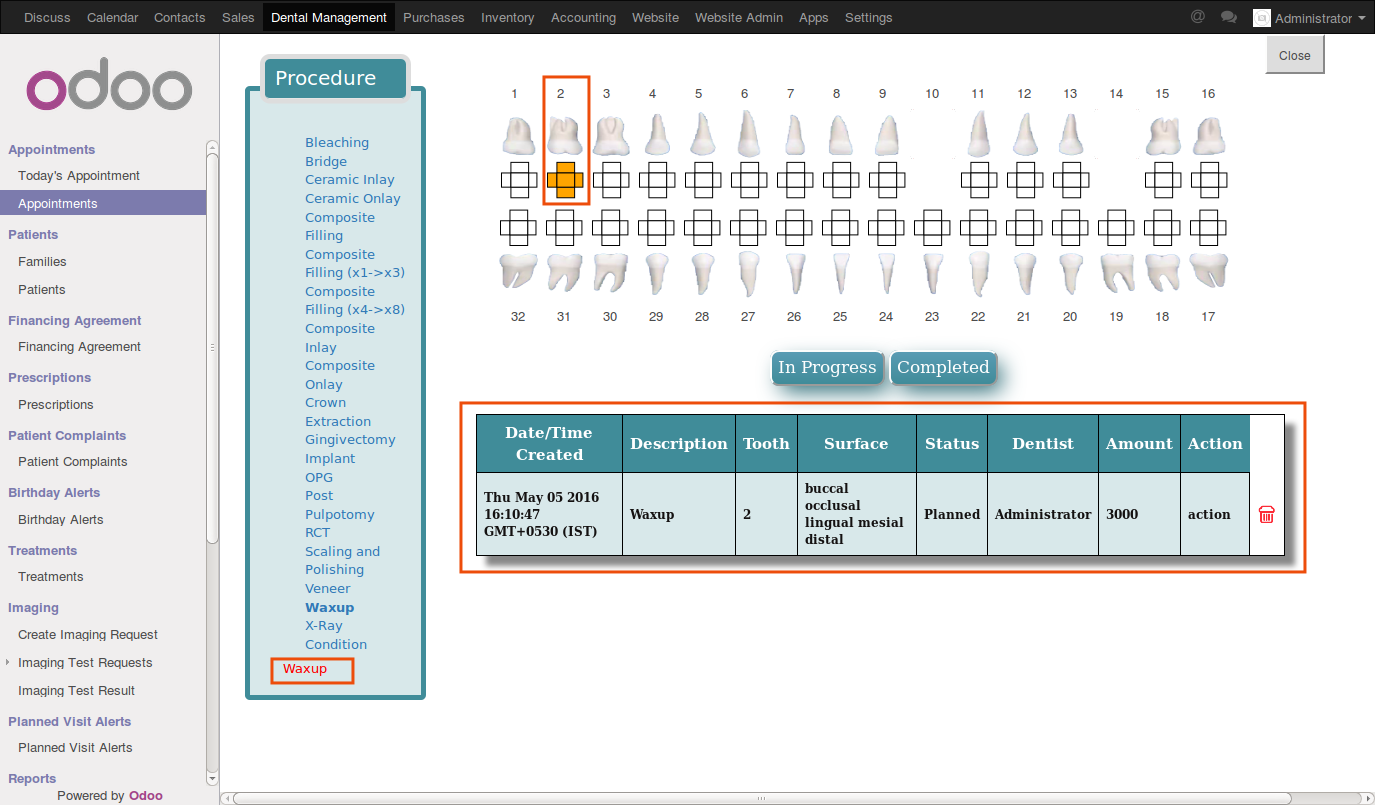 Discuss Calendar Contacts Sales Dental Management Purchases Inventory Accounting Website Website Admin Apps Settings @ Administrator
odoo
Appointments
Today's Appointment
Appointments
Patients
Families
Patients
Financing Agreement
Financing Agreement
Prescriptions
Prescriptions
Patient Complaints
Patient Complaints
Birthday Alerts
Birthday Alerts
Treatments
Treatments
Imaging
Create Imaging Request
Imaging Test Requests
Imaging Test Result
Planned Visit Alerts
Planned Visit Alerts
Reports
Powered by Odoo
Procedure
Bleaching
Bridge
Ceramic Inlay
Ceramic Onlay
Composite
Filling
Composite
Filling (x1->x3)
Composite
Filling (x4->x8)
Composite
Inlay
Composite
Onlay
Crown
Extraction
Gingivectomy
Implant
OPG
Post
Pulpotomy
RCT
Scaling and
Polishing
Veneer
Waxup
X-Ray
Condition
Waxup
Close
1 2 3 4 5 6 7 8 9 10 11 12 13 14 15 16
32 31 30 29 28 27 26 25 24 23 22 21 20 19 18 17
In Progress Completed
Date/Time
Created
Description Tooth Surface Status Dentist Amount Action
Thu May 05 2016
16:10:47
GMT+0530 (IST)
Waxup
2
buccal
occlusal
lingual mesial
distal
Planned
Administrator
3000
action